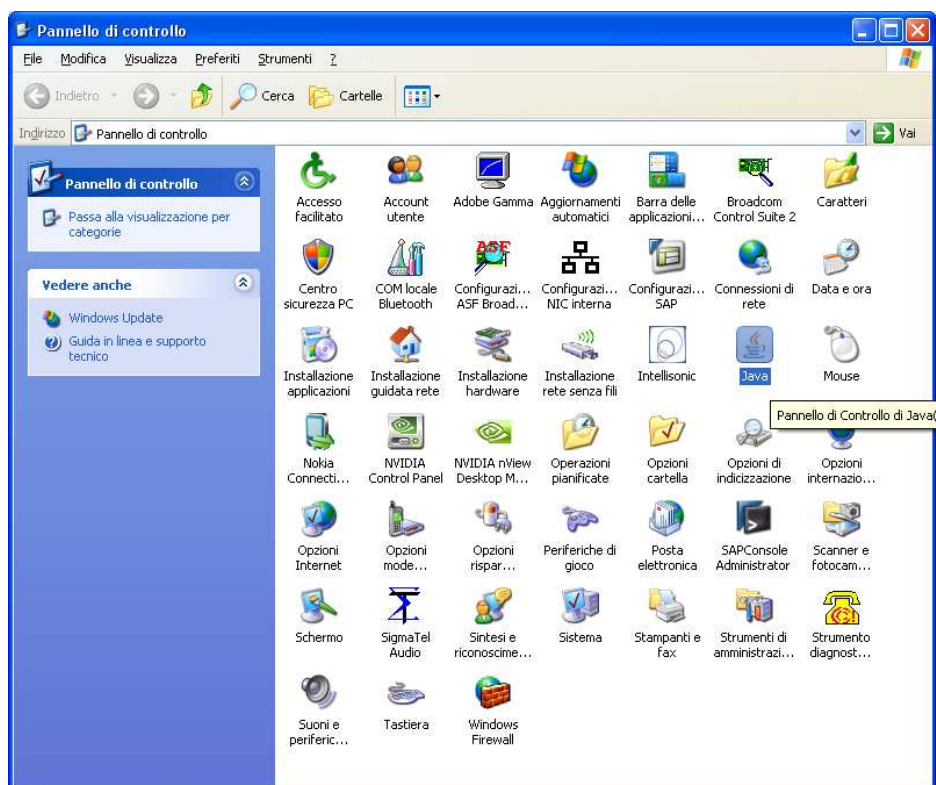 Pannello di controllo
File Modifica Visualizza Preferiti Strumenti ?
Indietro Cerca Cartelle
Indirizzo Pannello di controllo Vai
Pannello di controllo
Passa alla visualizzazione per
categorie
Vedere anche
Windows Update
Guida in linea e supporto
tecnico
Accesso
facilitato
Account
utente
Adobe Gamma
Aggiornamenti
automatici
Barra delle
applicazioni...
Broadcom
Control Suite 2
Caratteri
Centro
sicurezza PC
COM locale
Bluetooth
ASF
Configurazi...
ASF Broad...
Configurazi...
NIC interna
Configurazi...
SAP
Connessioni di
rete
Data e ora
Installazione
applicazioni
Installazione
guidata rete
Installazione
hardware
Installazione
rete senza fili
Intellisonic
Java
Mouse
Pannello di Controllo di Java(
Nokia
Connecti...
NVIDIA
Control Panel
NVIDIA nView
Desktop M...
Operazioni
pianificate
Opzioni
cartella
Opzioni di
indicizzazione
Opzioni
internazio...
Opzioni
Internet
Opzioni
mode...
Opzioni
rispar...
Periferiche di
gioco
Posta
elettronica
SAPConsole
Administrator
Scanner e
fotocam...
Schermo
SigmaTel
Audio
Sintesi e
riconoscime...
Sistema
Stampanti e
fax
Strumenti di
amministrazi...
Strumento
diagnost...
Suoni e
periferic...
Tastiera
Windows
Firewall